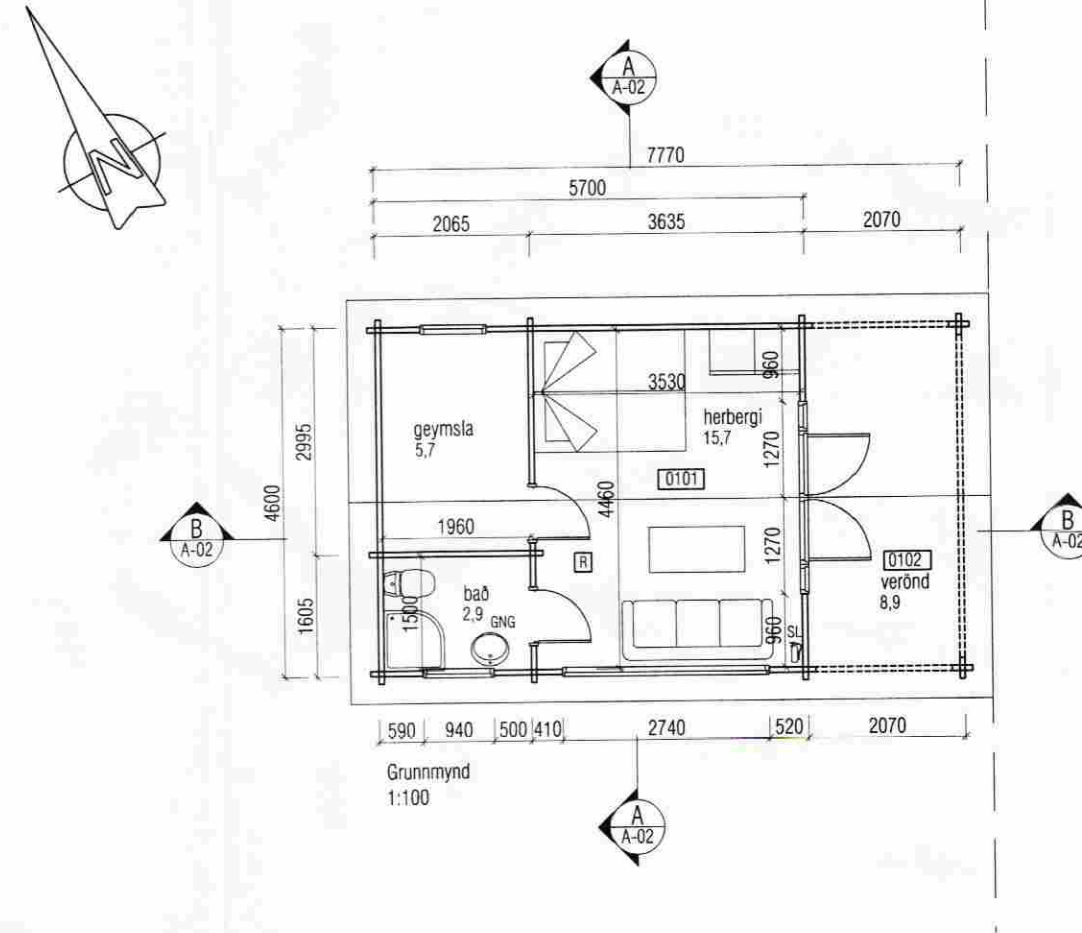 N
A
A-02
7770
5700
2065 3635 2070
4600
2995
1605
geymsla
5,7
3530
960
herbergi
15,7
1270
0101
4460
1960
1270
B
A-02
B
A-02
R
0102
verönd
8,9
bað
2,9
GNG
1500
960
SL
590 940 500 410 2740 520 2070
Grunnmynd
1:100
A
A-02